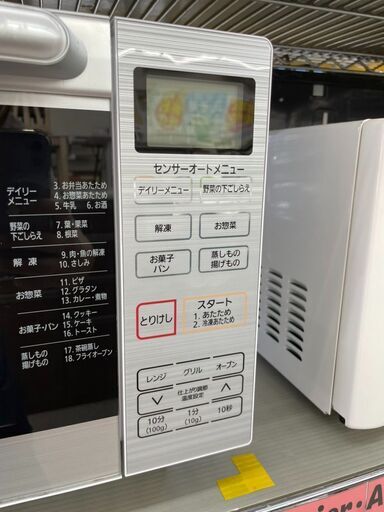 センサーオートメニュー
デイリーメニュー
野菜の下ごしらえ
解凍
お惣菜
お菓子
パン
蒸しもの
揚げもの
とりけし
スタート
1. あたため
2. 冷凍あたため
レンジ
グリル
オーブン
仕上がり調節
温度設定
10分
(100g)
1分
(10g)
10秒
デイリー
メニュー
3. お弁当あたため
4. お惣菜あたため
5. 牛乳 6. お酒
野菜の
下ごしらえ
7. 葉・果菜
8. 根菜
解凍
9. 肉・魚の解凍
10. さしみ
お惣菜
11. ピザ
12. グラタン
13. カレー・煮物
お菓子・パン
14. クッキー
15. ケーキ
16. トースト
蒸しもの
揚げもの
17. 茶碗蒸し
18. フライオーブン